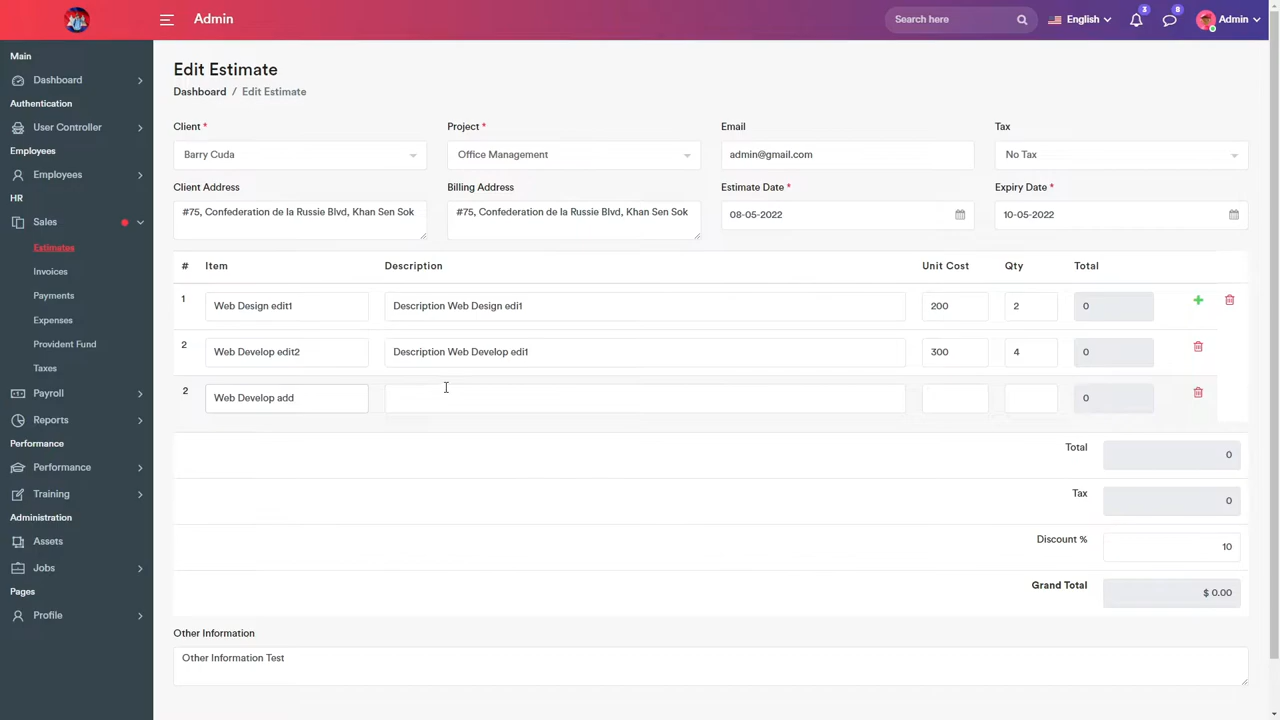 Admin
Search here
English
3
8
Admin
Main
Dashboard
Authentication
User Controller
Employees
Employees
HR
Sales
Estimates
Invoices
Payments
Expenses
Provident Fund
Taxes
Payroll
Reports
Performance
Performance
Training
Administration
Assets
Jobs
Pages
Profile
Edit Estimate
Dashboard / Edit Estimate
Client * Project * Email Tax
Barry Cuda Office Management admin@gmail.com No Tax
Client Address Billing Address Estimate Date * Expiry Date *
#75, Confederation de la Russie Blvd, Khan Sen Sok #75, Confederation de la Russie Blvd, Khan Sen Sok 08-05-2022 10-05-2022
# Item Description Unit Cost Qty Total
1 Web Design edit1 Description Web Design edi1 200 2 0
2 Web Develop edit2 Description Web Develop edi1 300 4 0
2 Web Develop add 0
Total 0
Tax 0
Discount % 10
Grand Total $ 0.00
Other Information
Other Information Test